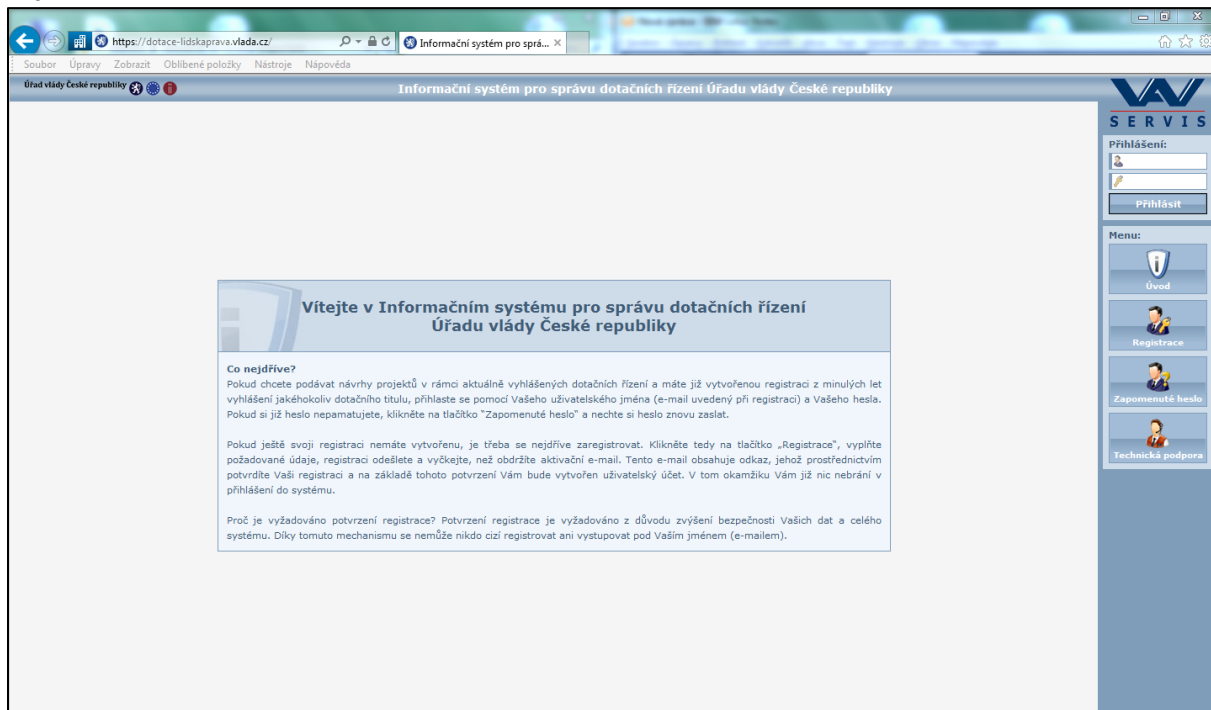 https://dotace-lidskaprava.vlada.cz/
Informační systém pro sprá...
Soubor Úpravy Zobrazit Oblíbené položky Nástroje Nápověda
Úřad vlády České republiky
Informační systém pro správu dotačních řízení Úřadu vlády České republiky
VAV
SERVIS
Přihlášení:
Přihlásit
Menu:
Úvod
Registrace
Zapomenuté heslo
Technická podpora
Vítejte v Informačním systému pro správu dotačních řízení
Úřadu vlády České republiky
Co nejdříve?
Pokud chcete podávat návrhy projektů v rámci aktuálně vyhlášených dotačních řízení a máte již vytvořenou registraci z minulých let
vyhlášení jakéhokoliv dotačního titulu, přihlaste se pomocí Vašeho uživatelského jména (e-mail uvedený při registraci) a Vašeho hesla.
Pokud si již heslo nepamatujete, klikněte na tlačítko "Zapomenuté heslo" a nechte si heslo znovu zaslat.
Pokud ještě svoji registraci nemáte vytvořenu, je třeba se nejdříve zaregistrovat. Klikněte tedy na tlačítko „Registrace“, vyplňte
požadované údaje, registraci odešlete a vyčkejte, než obdržíte aktivační e-mail. Tento e-mail obsahuje odkaz, jehož prostřednictvím
potvrdíte Vaši registraci a na základě tohoto potvrzení Vám bude vytvořen uživatelský účet. V tom okamžiku Vám již nic nebrání v
přihlášení do systému.
Proč je vyžadováno potvrzení registrace? Potvrzení registrace je vyžadováno z důvodu zvýšení bezpečnosti Vašich dat a celého
systému. Díky tomuto mechanismu se nemůže nikdo cizí registrovat ani vystupovat pod Vaším jménem (e-mailem).